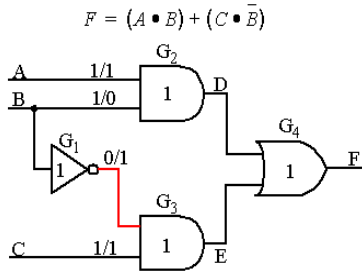 F = (A • B) + (C • B̄)
G2
A 1/1
1 D
B 1/0
G4
G1
0/1
1
1 F
G3
1
C 1/1 E